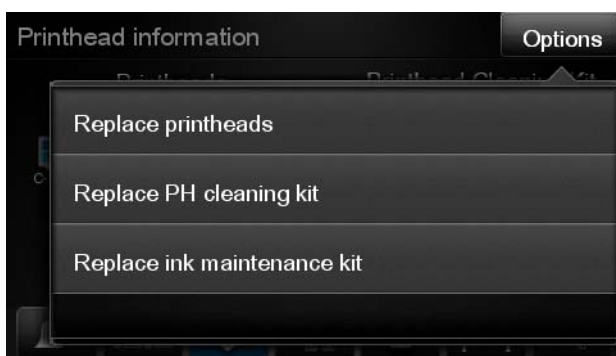 Printhead information
Options
Replace printheads
Replace PH cleaning kit
Replace ink maintenance kit